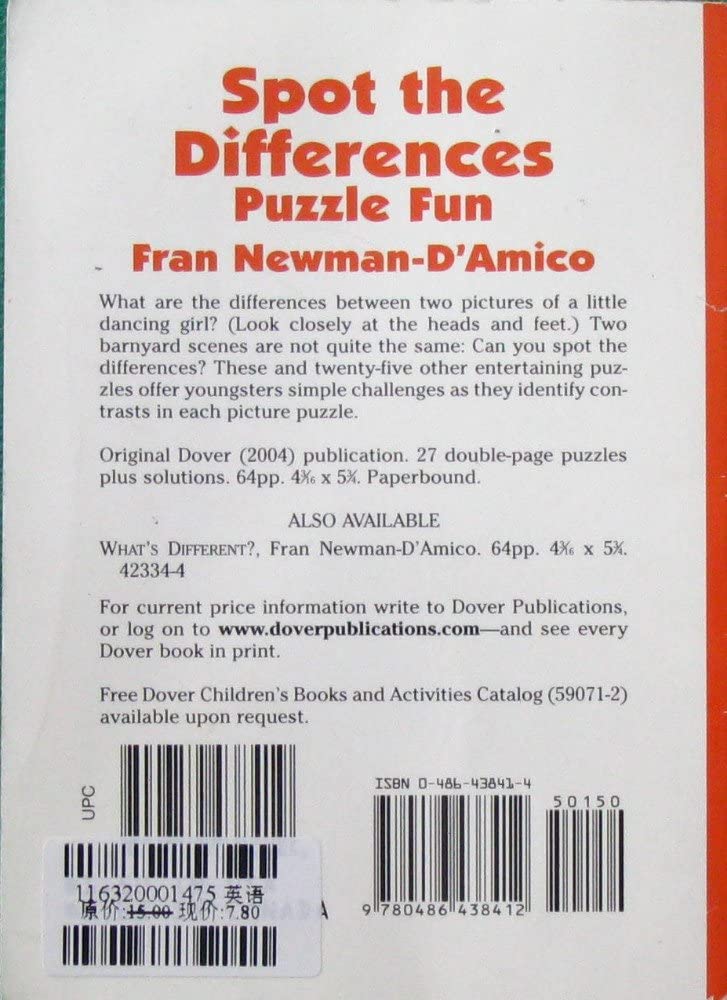 Spot the
Differences
Puzzle Fun
Fran Newman-D'Amico
What are the differences between two pictures of a little
dancing girl? (Look closely at the heads and feet.) Two
barnyard scenes are not quite the same: Can you spot the
differences? These and twenty-five other entertaining puz-
zles offer youngsters simple challenges as they identify con-
trasts in each picture puzzle.
Original Dover (2004) publication. 27 double-page puzzles
plus solutions. 64pp. 4³⁄₁₆ x 5¾. Paperbound.
ALSO AVAILABLE
WHAT'S DIFFERENT?, Fran Newman-D'Amico. 64pp. 4³⁄₁₆ x 5¾.
42334-4
For current price information write to Dover Publications,
or log on to www.doverpublications.com—and see every
Dover book in print.
Free Dover Children's Books and Activities Catalog (59071-2)
available upon request.
UPC
ISBN 0-486-43841-4
50150
116320001475 英语
原价:15.00 现价:7.80
A
9 780486 438412